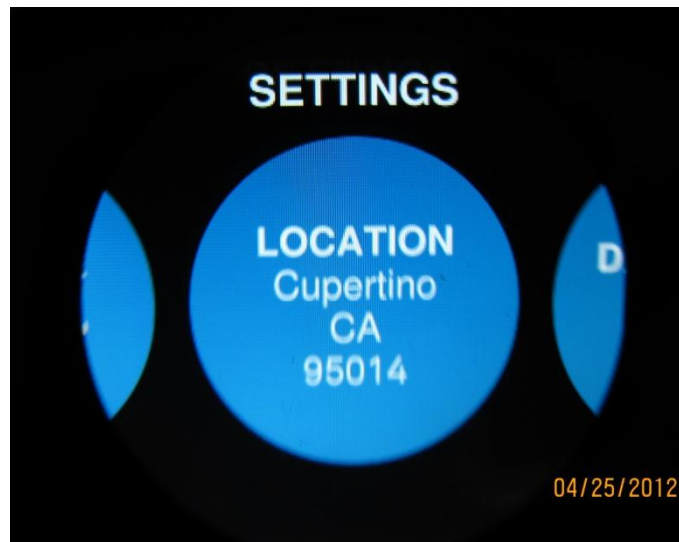 SETTINGS
LOCATION
Cupertino
CA
95014
D
04/25/2012